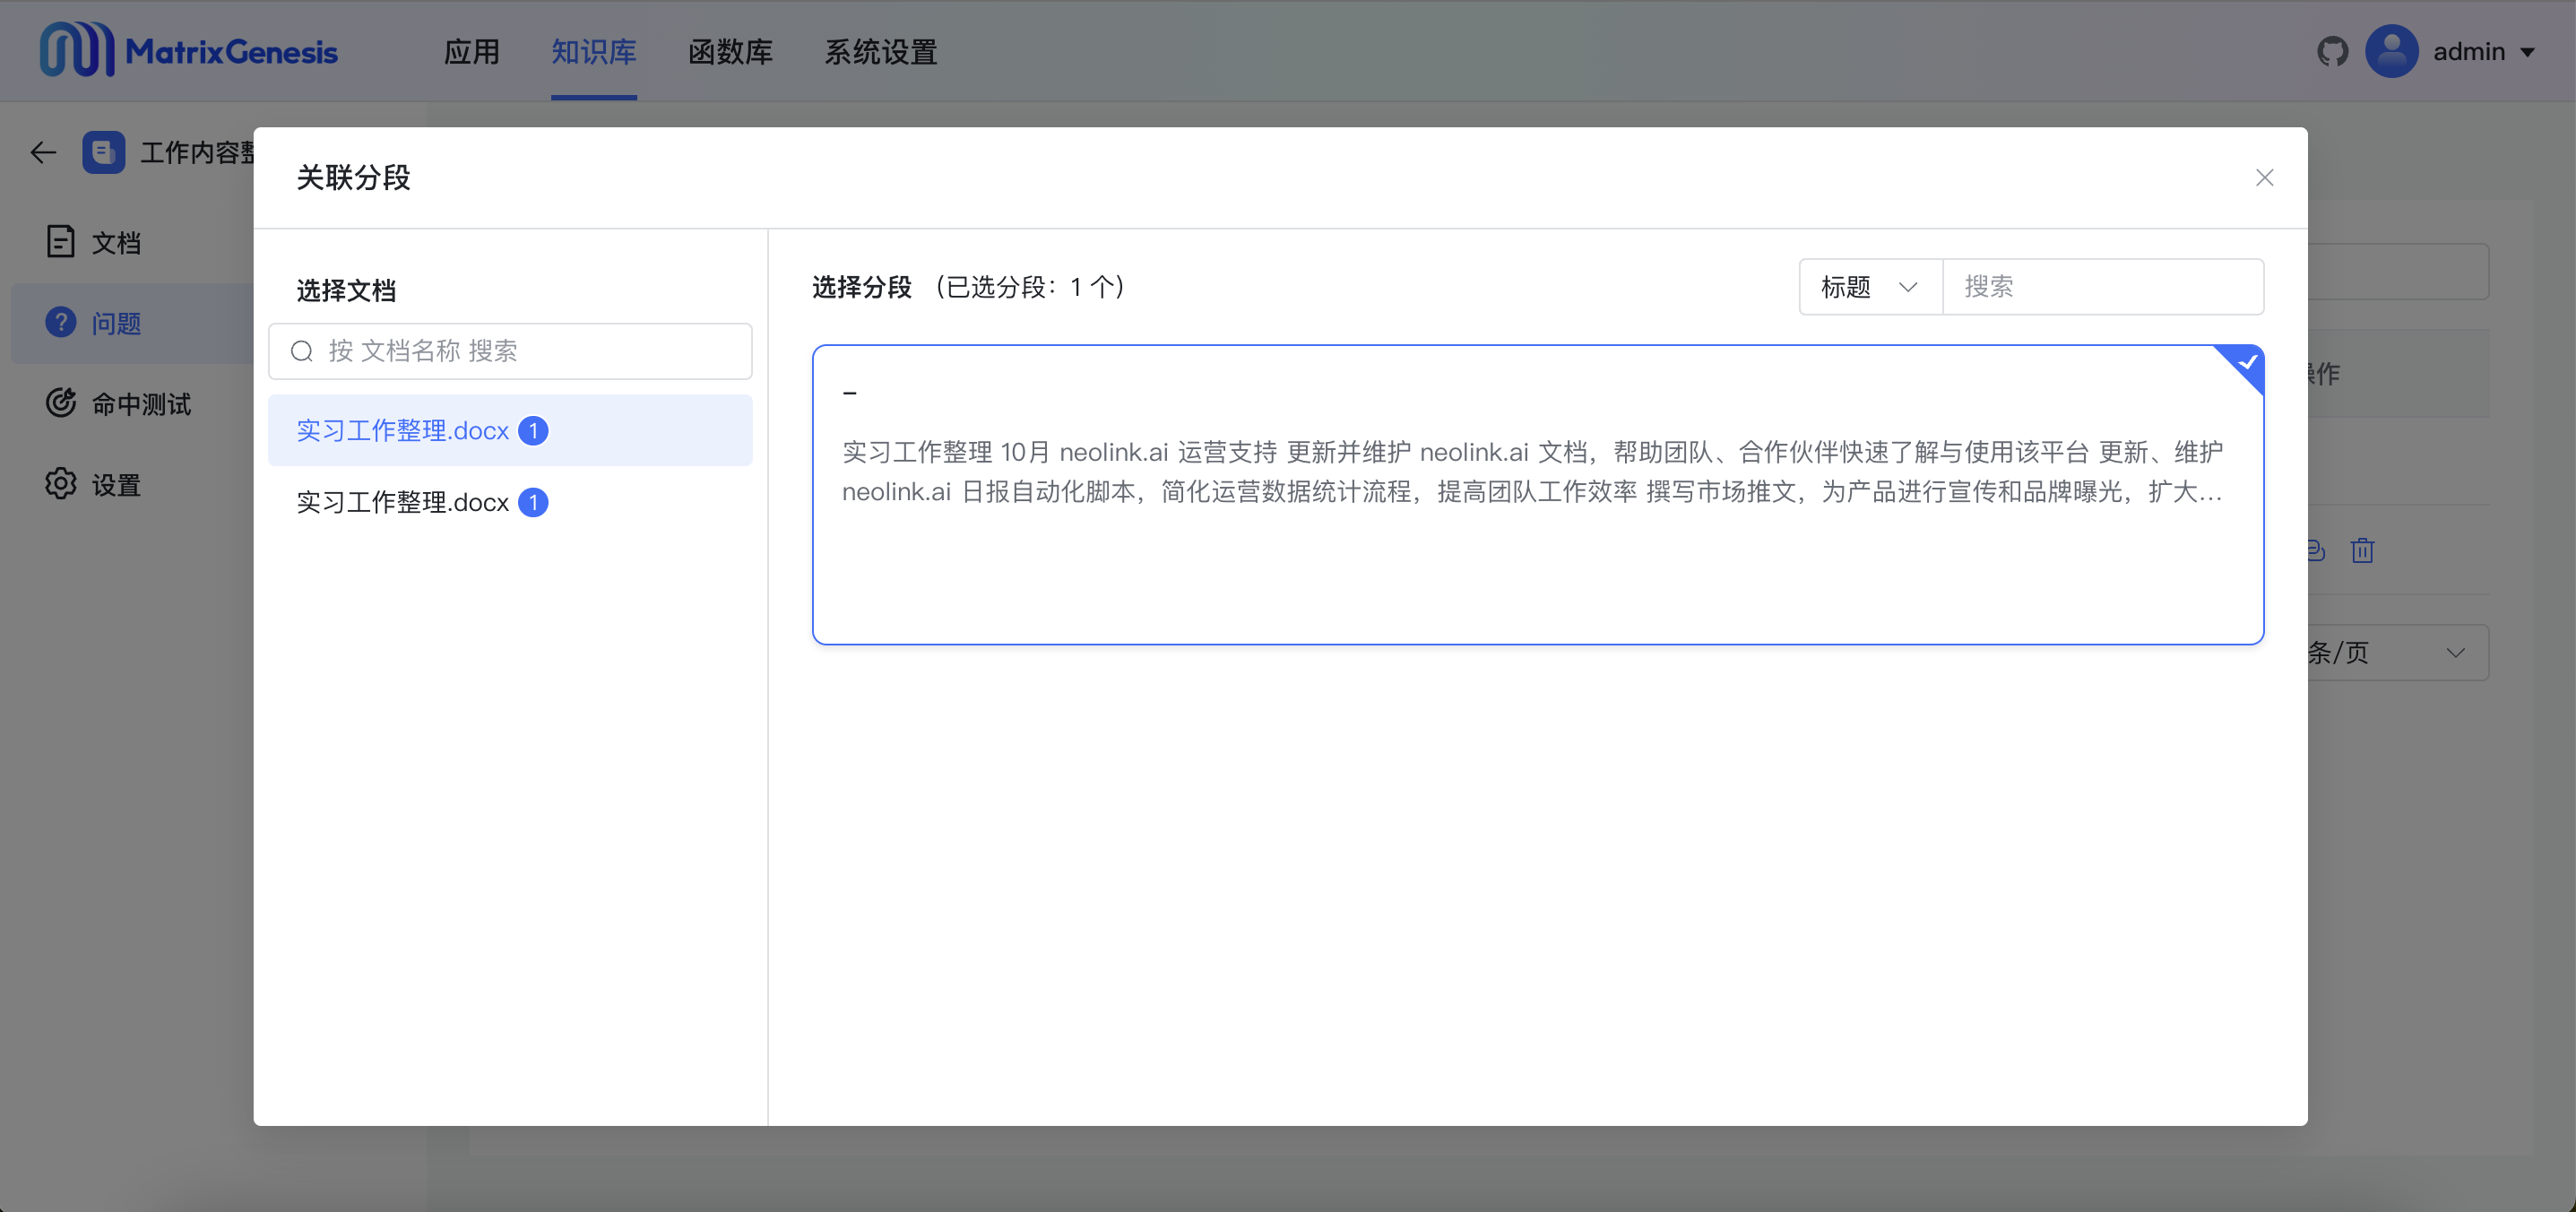 MatrixGenesis
应用
知识库
函数库
系统设置
admin
工作内容整
文档
问题
命中测试
设置
关联分段
选择文档
按 文档名称 搜索
实习工作整理.docx 1
实习工作整理.docx 1
选择分段 （已选分段：1 个）
标题
搜索
-
实习工作整理 10月 neolink.ai 运营支持 更新并维护 neolink.ai 文档，帮助团队、合作伙伴快速了解与使用该平台 更新、维护
neolink.ai 日报自动化脚本，简化运营数据统计流程，提高团队工作效率 撰写市场推文，为产品进行宣传和品牌曝光，扩大...
作
条/页